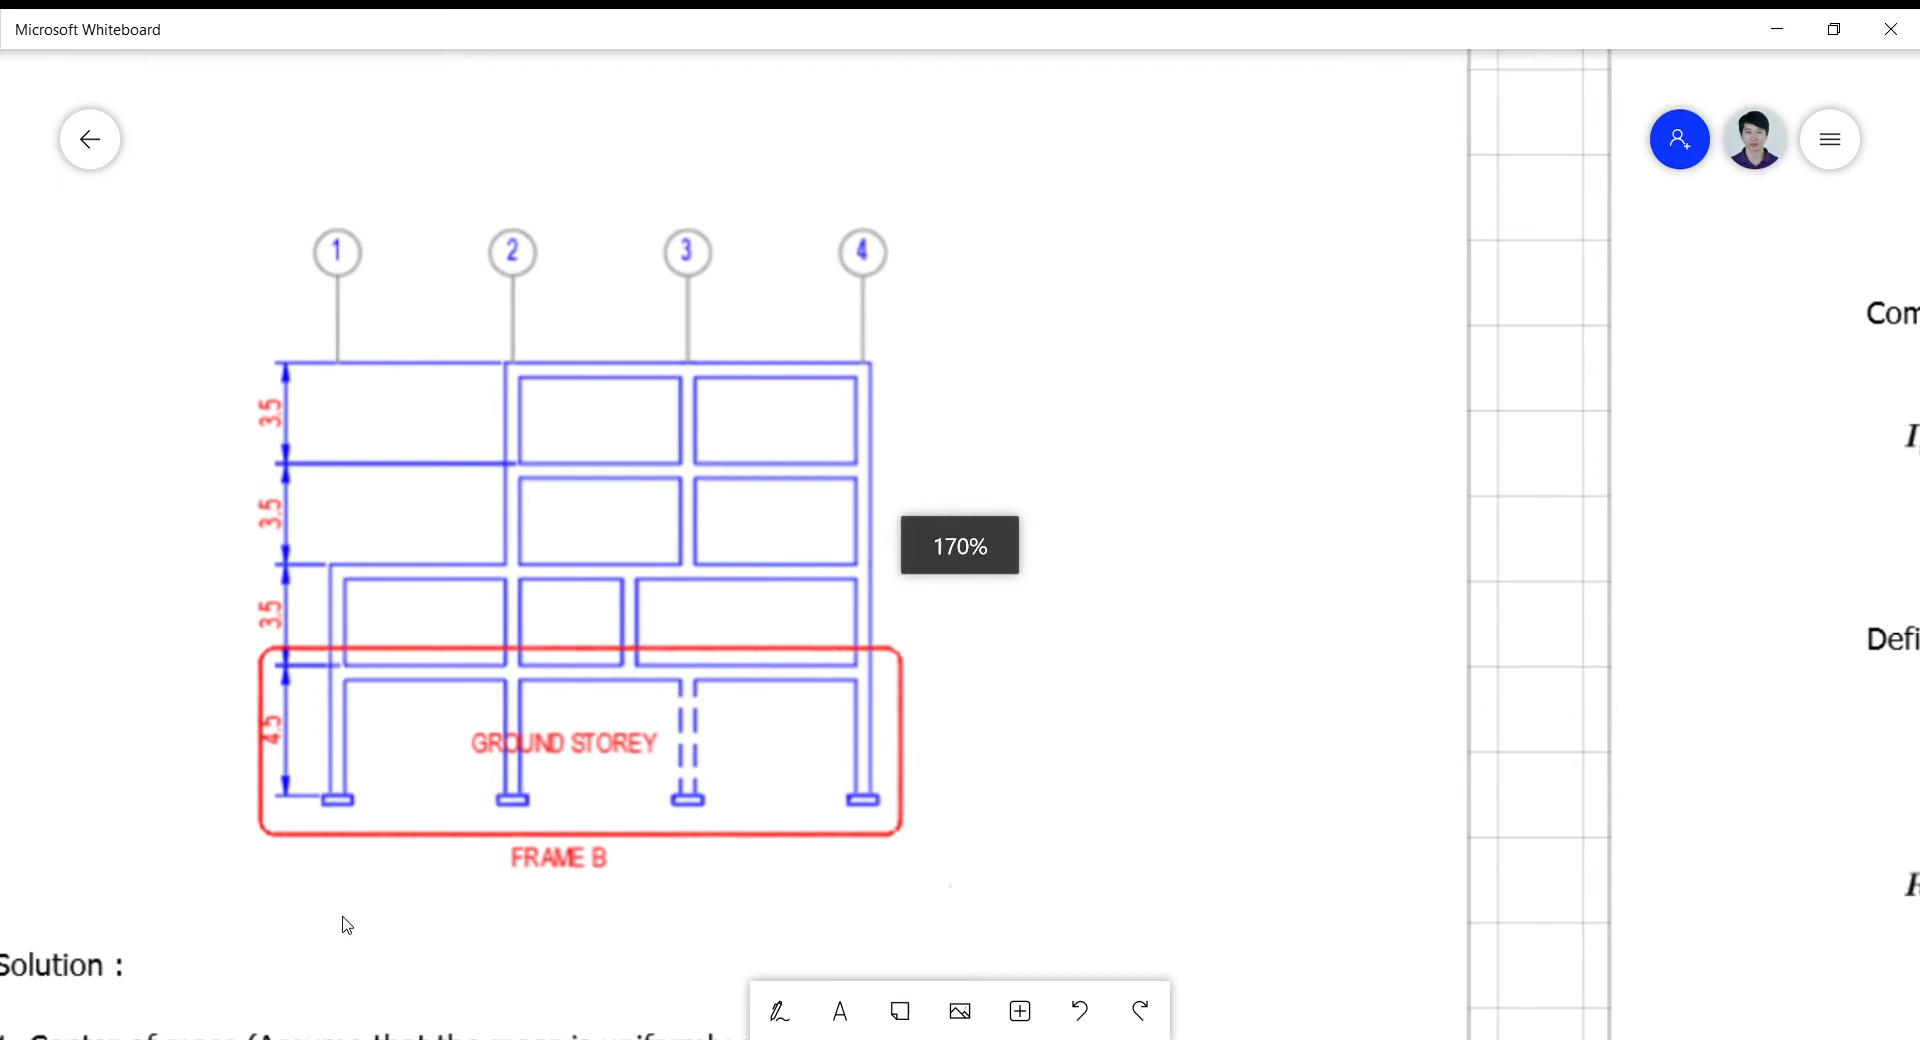 Microsoft Whiteboard
1 2 3 4
Com
3.5
3.5
170%
3.5
Defi
4.5
GROUND STOREY
FRAME B
Solution :